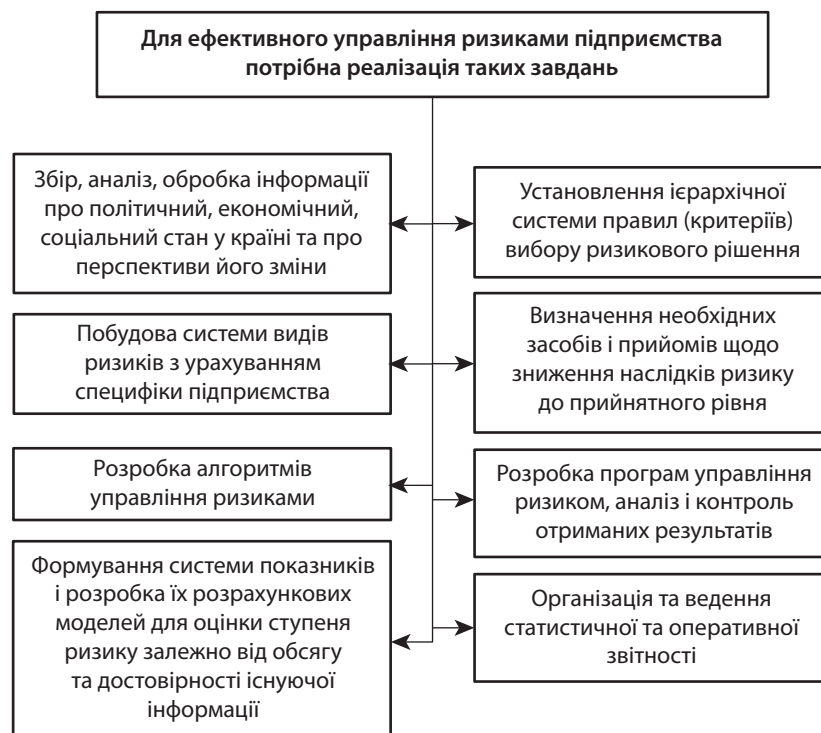 Для ефективного управління ризиками підприємства
потрібна реалізація таких завдань
Збір, аналіз, обробка інформації
про політичний, економічний,
соціальний стан у країні та про
перспективи його зміни
Установлення ієрархічної
системи правил (критеріїв)
вибору ризикового рішення
Побудова системи видів
ризиків з урахуванням
специфіки підприємства
Визначення необхідних
засобів і прийомів щодо
зниження наслідків ризику
до прийнятного рівня
Розробка алгоритмів
управління ризиками
Розробка програм управління
ризиком, аналіз і контроль
отриманих результатів
Формування системи показників
і розробка їх розрахункових
моделей для оцінки ступеня
ризику залежно від обсягу
та достовірності існуючої
інформації
Організація та ведення
статистичної та оперативної
звітності